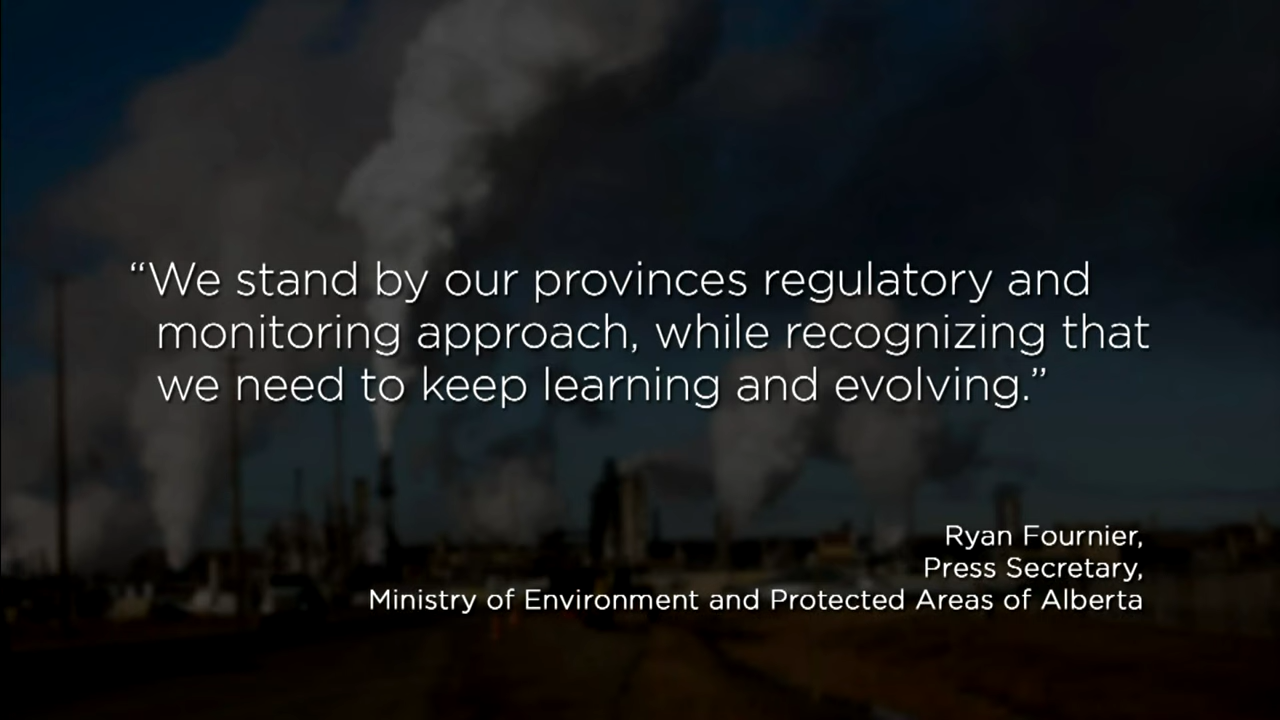 “We stand by our provinces regulatory and
monitoring approach, while recognizing that
we need to keep learning and evolving.”
Ryan Fournier,
Press Secretary,
Ministry of Environment and Protected Areas of Alberta